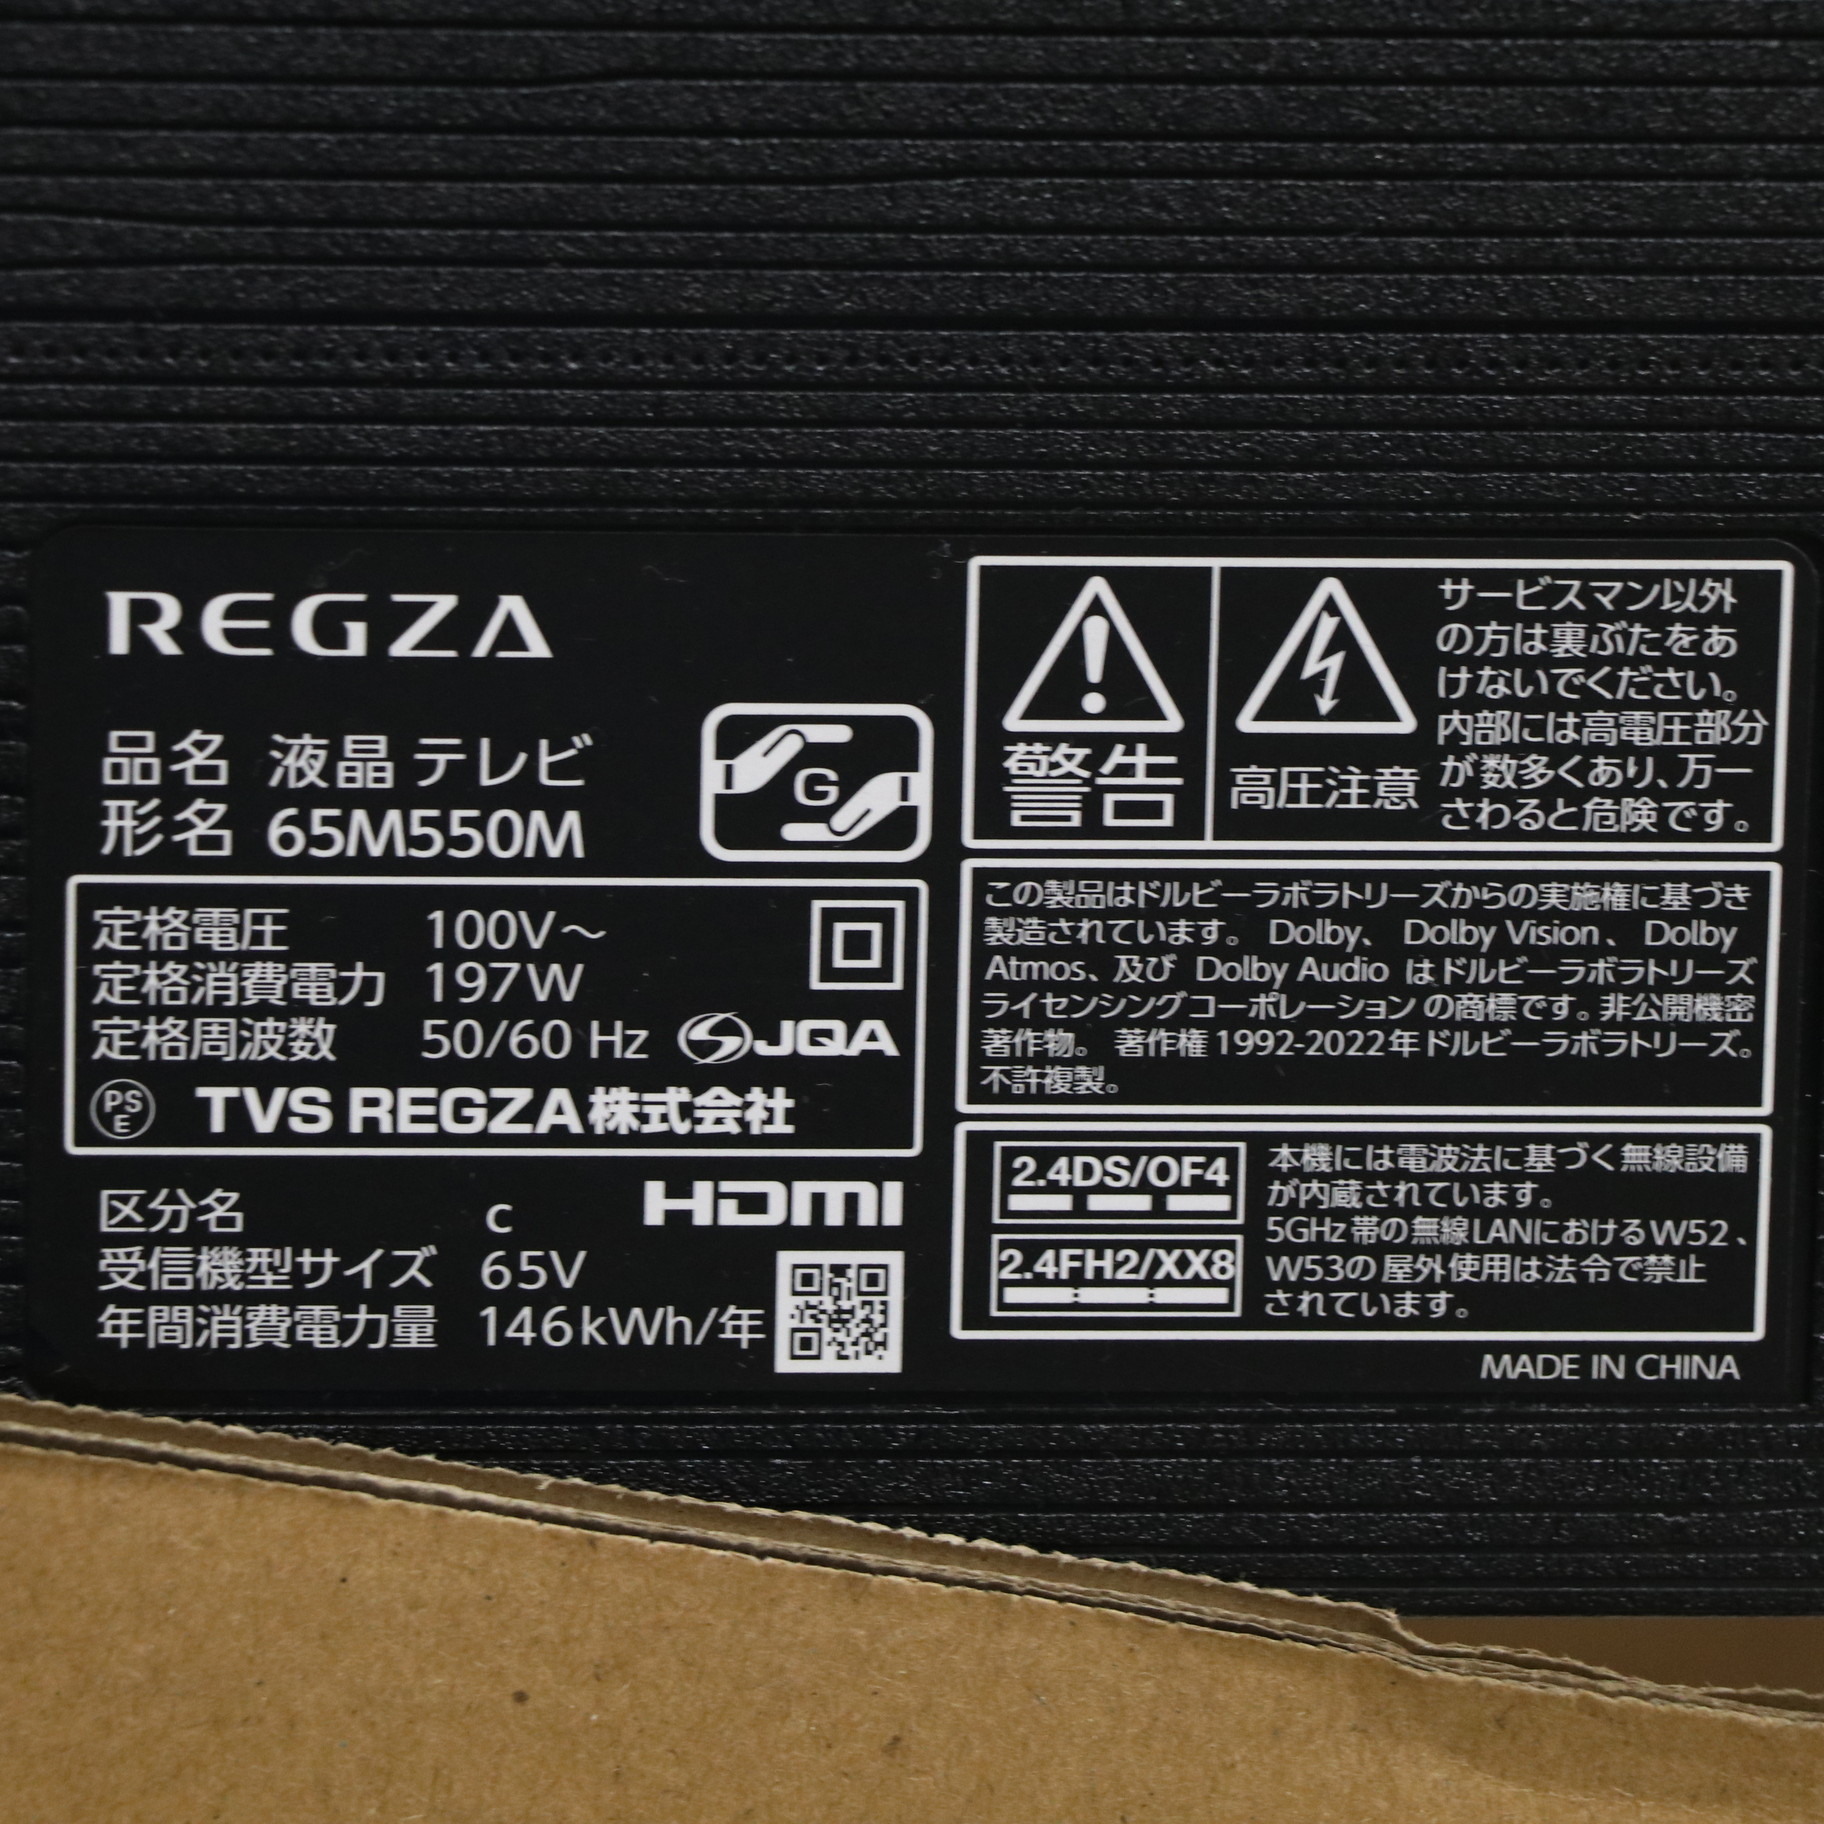 REGZA
品名 液晶 テレビ
形名 65M550M
G
定格電圧 100V～
定格消費電力 197W
定格周波数 50/60 Hz
JQA
PSE TVS REGZA株式会社
区分名 C
HDMI
受信機型サイズ 65V
年間消費電力量 146kWh/年
警告
高圧注意
サービスマン以外
の方は裏ぶたをあ
けないでください。
内部には高電圧部分
が数多くあり、万一
さわると危険です。
この製品はドルビーラボラトリーズからの実施権に基づき
製造されています。 Dolby、 Dolby Vision、 Dolby
Atmos、及び Dolby Audio はドルビーラボラトリーズ
ライセンシングコーポレーション の商標です。非公開機密
著作物。 著作権 1992-2022年ドルビーラボラトリーズ。
不許複製。
2.4DS/OF4
2.4FH2/XX8
本機には電波法に基づく無線設備
が内蔵されています。
5GHz帯の無線LANにおけるW52、
W53の屋外使用は法令で禁止
されています。
MADE IN CHINA